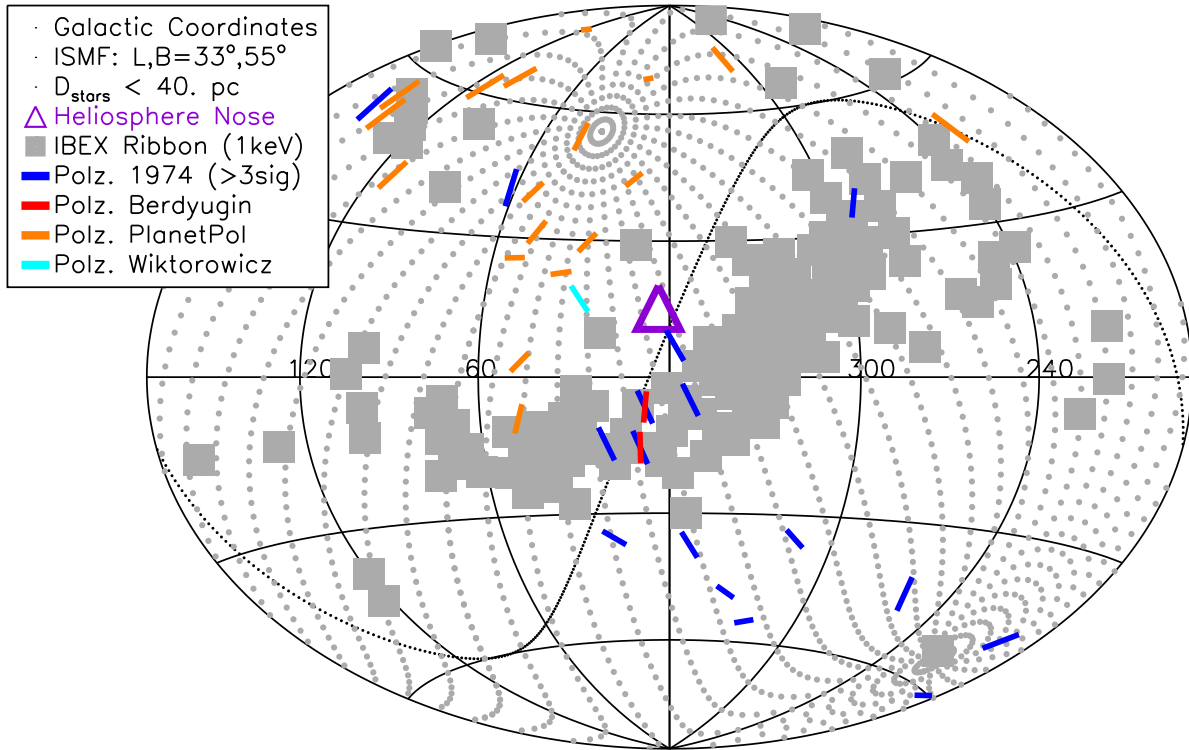 · Galactic Coordinates
· ISMF: L,B=33°,55°
· Dstars < 40. pc
Heliosphere Nose
IBEX Ribbon (1keV)
Polz. 1974 (>3sig)
Polz. Berdyugin
Polz. PlanetPol
Polz. Wiktorowicz
120 60 300 240